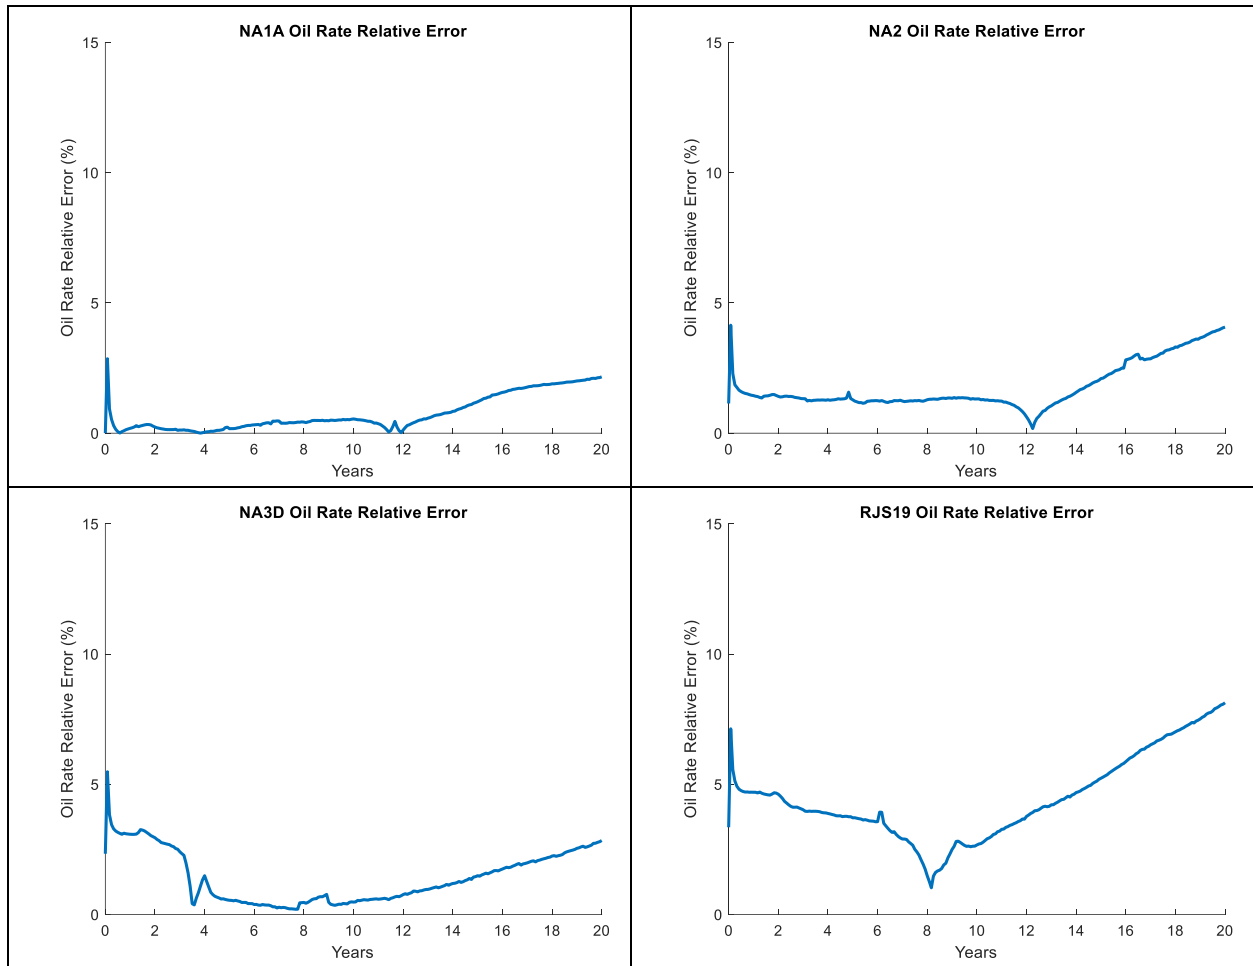 NA1A Oil Rate Relative Error
15
10
5
0
Oil Rate Relative Error (%)
0 2 4 6 8 10 12 14 16 18 20
Years
NA2 Oil Rate Relative Error
15
10
5
0
Oil Rate Relative Error (%)
0 2 4 6 8 10 12 14 16 18 20
Years
NA3D Oil Rate Relative Error
15
10
5
0
Oil Rate Relative Error (%)
0 2 4 6 8 10 12 14 16 18 20
Years
RJS19 Oil Rate Relative Error
15
10
5
0
Oil Rate Relative Error (%)
0 2 4 6 8 10 12 14 16 18 20
Years